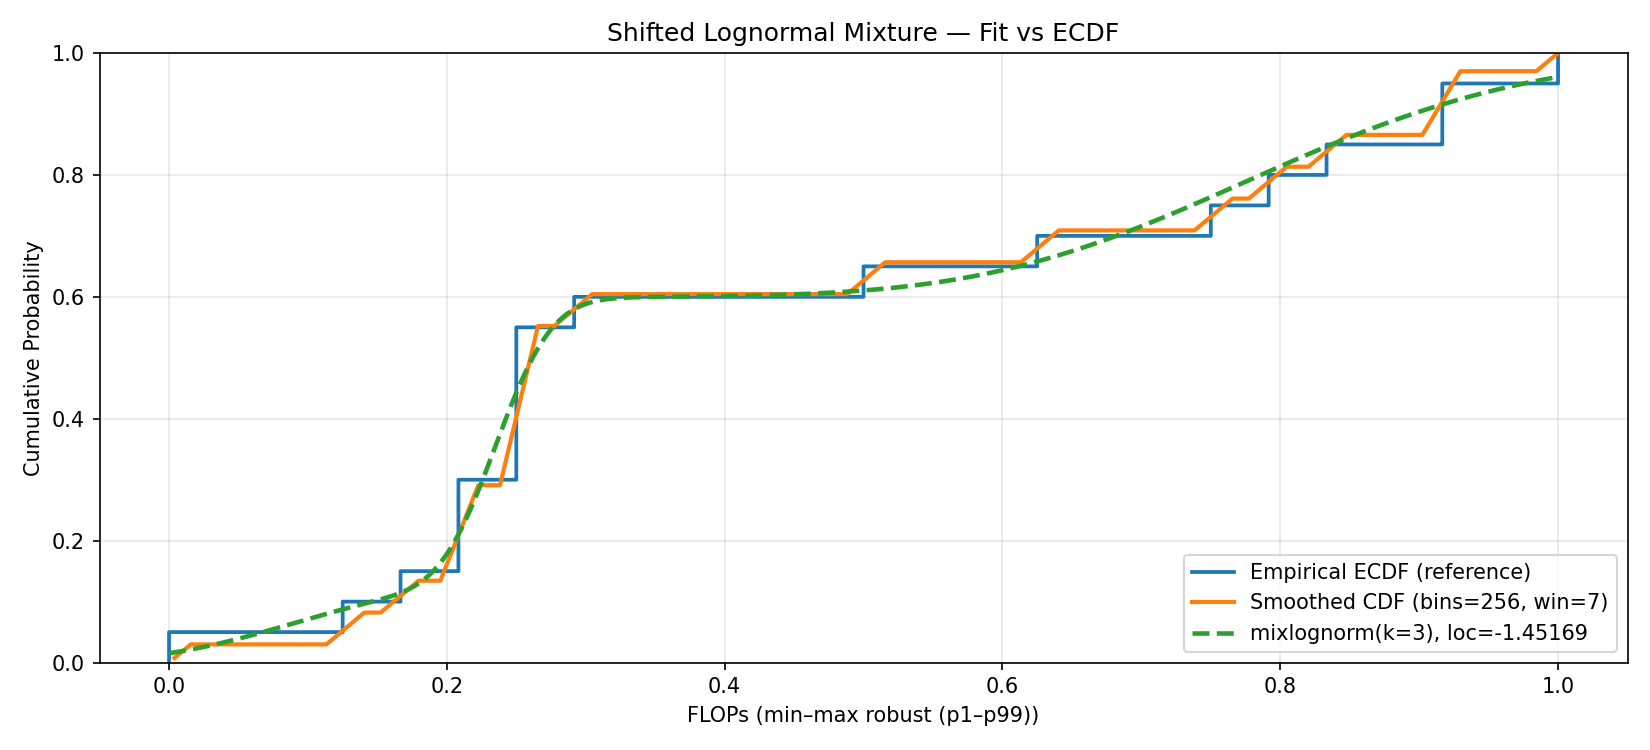 Shifted Lognormal Mixture — Fit vs ECDF
Cumulative Probability
1.0
0.8
0.6
0.4
0.2
0.0
0.0 0.2 0.4 0.6 0.8 1.0
FLOPs (min–max robust (p1–p99))
Empirical ECDF (reference)
Smoothed CDF (bins=256, win=7)
mixlognorm(k=3), loc=-1.45169